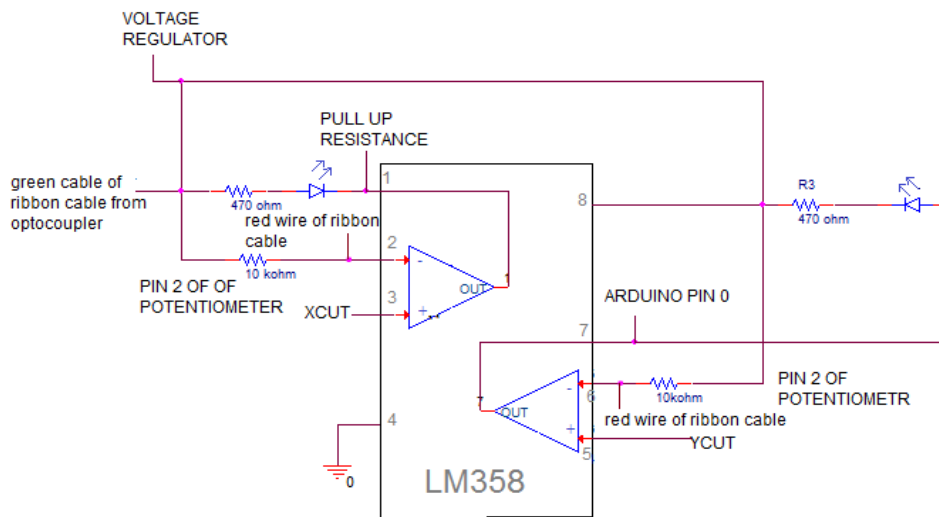 VOLTAGE
REGULATOR
PULL UP
RESISTANCE
green cable of
ribbon cable from
optocoupler
470 ohm
1
8
R3
470 ohm
red wire of ribbon
cable
2
-
10 kohm
PIN 2 OF OF
POTENTIOMETER
3
XCUT
+
OUT
1
ARDUINO PIN 0
7
7
OUT
-
6
10kohm
PIN 2 OF
POTENTIOMETR
red wire of ribbon cable
+
5
YCUT
4
0
LM358